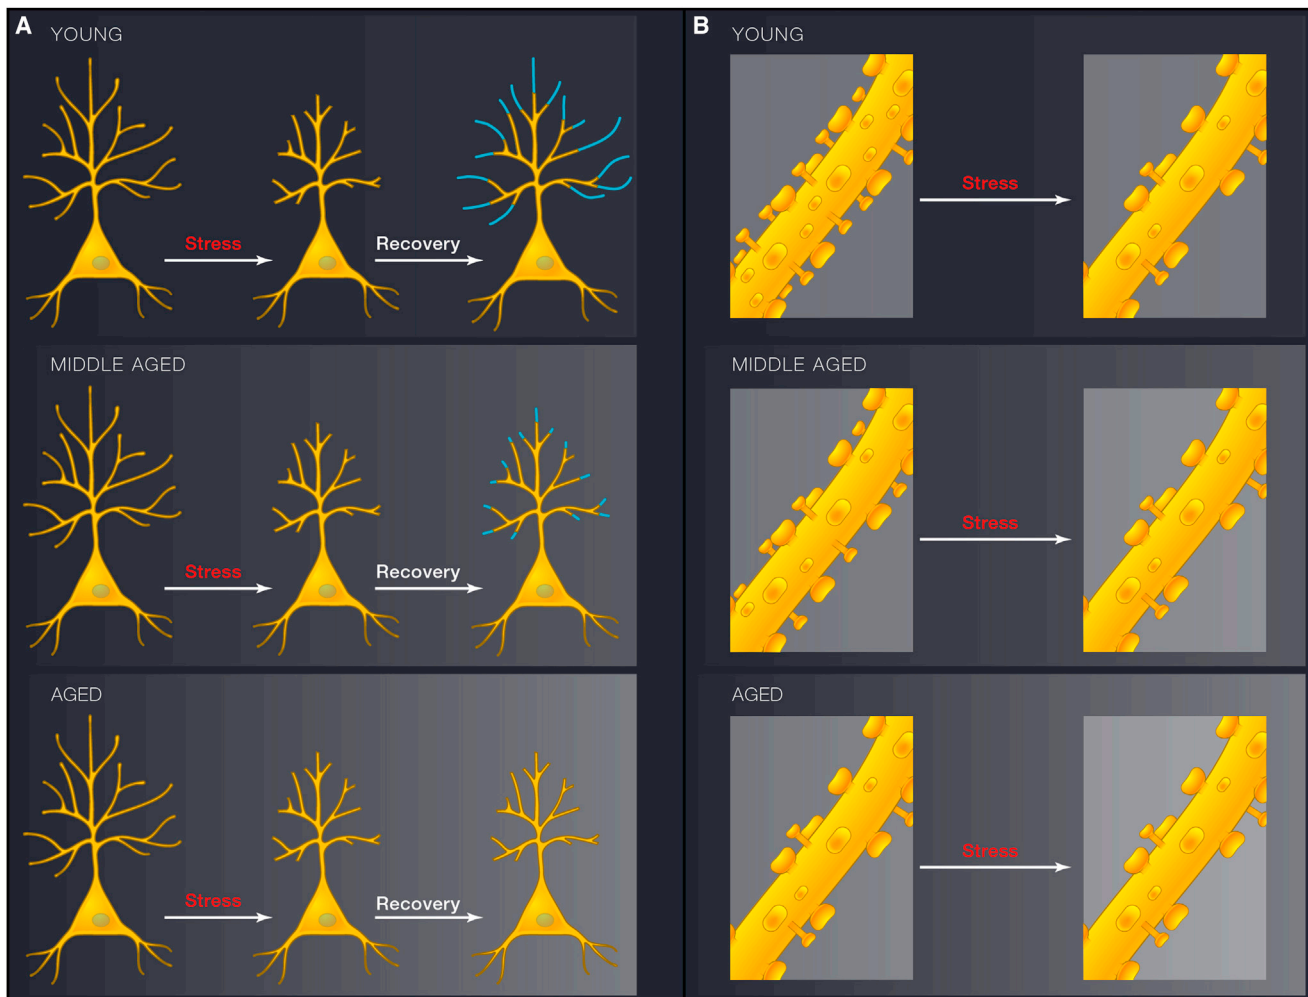 A
YOUNG
Stress
Recovery
MIDDLE AGED
Stress
Recovery
AGED
Stress
Recovery
B
YOUNG
Stress
MIDDLE AGED
Stress
AGED
Stress